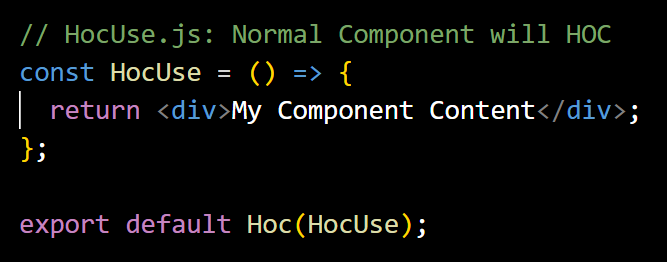 // HocUse.js: Normal Component will HOC
const HocUse = () => {
  return <div>My Component Content</div>;
};

export default Hoc(HocUse);